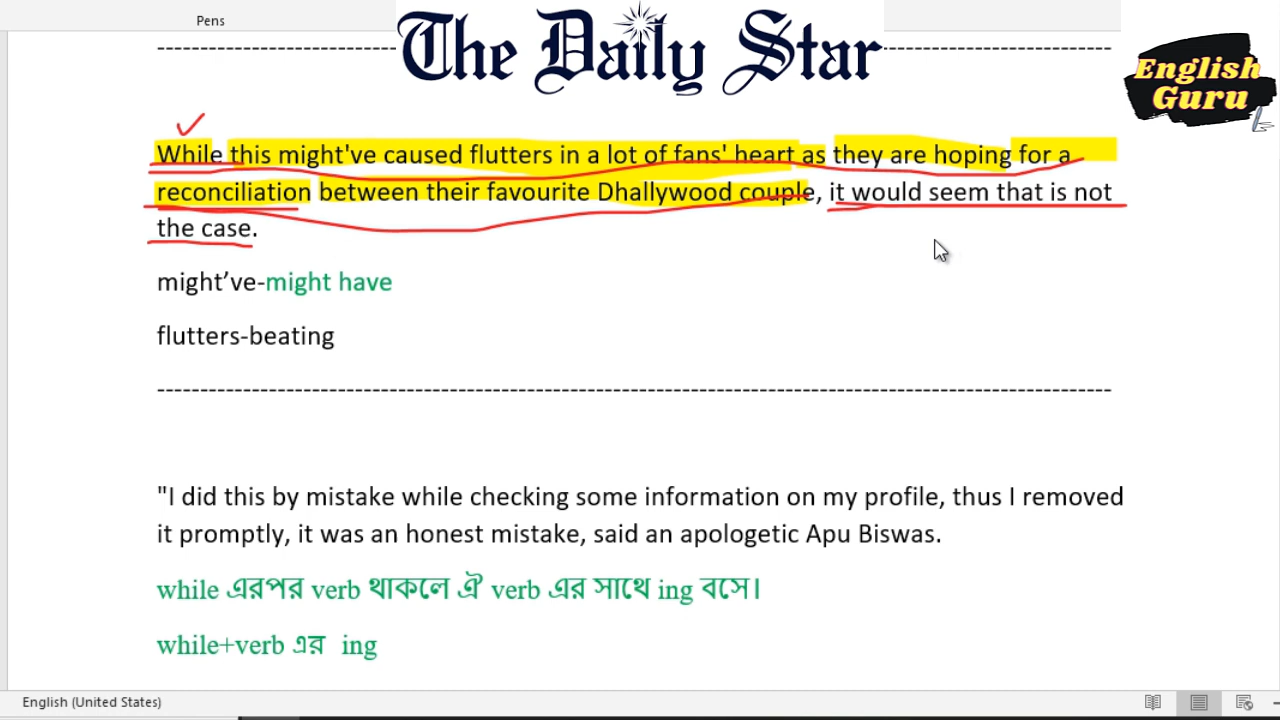 Pens
The Daily Star
English
Guru
--------------------------------------------------------------------------------------------------------------
While this might've caused flutters in a lot of fans' heart as they are hoping for a
reconciliation between their favourite Dhallywood couple, it would seem that is not
the case.
might’ve-might have
flutters-beating
--------------------------------------------------------------------------------------------------------------
"I did this by mistake while checking some information on my profile, thus I removed
it promptly, it was an honest mistake, said an apologetic Apu Biswas.
while এরপর verb থাকলে ঐ verb এর সাথে ing বসে।
while+verb এর ing
English (United States)